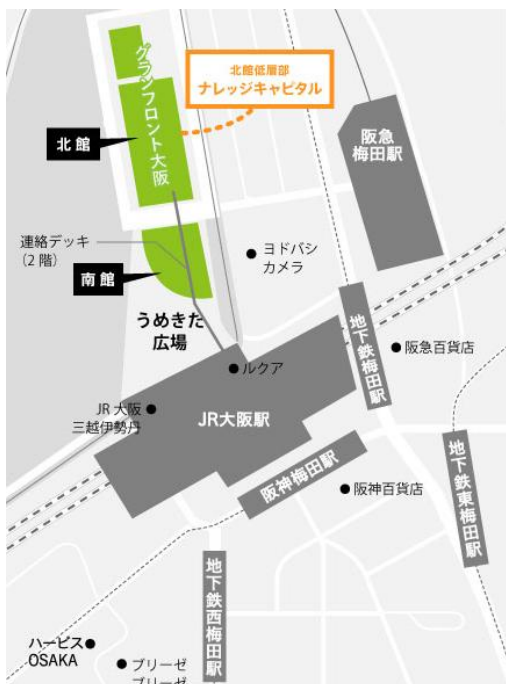 グランフロント大阪
北館低層部
ナレッジキャピタル
北館
阪急
梅田駅
連絡デッキ
(2 階)
南館
ヨドバシ
カメラ
うめきた
広場
地下鉄梅田駅
阪急百貨店
ルクア
JR 大阪
三越伊勢丹
JR大阪駅
阪神梅田駅
地下鉄東梅田駅
阪神百貨店
地下鉄西梅田駅
ハービス
OSAKA
ブリーゼ
ブリーゼ